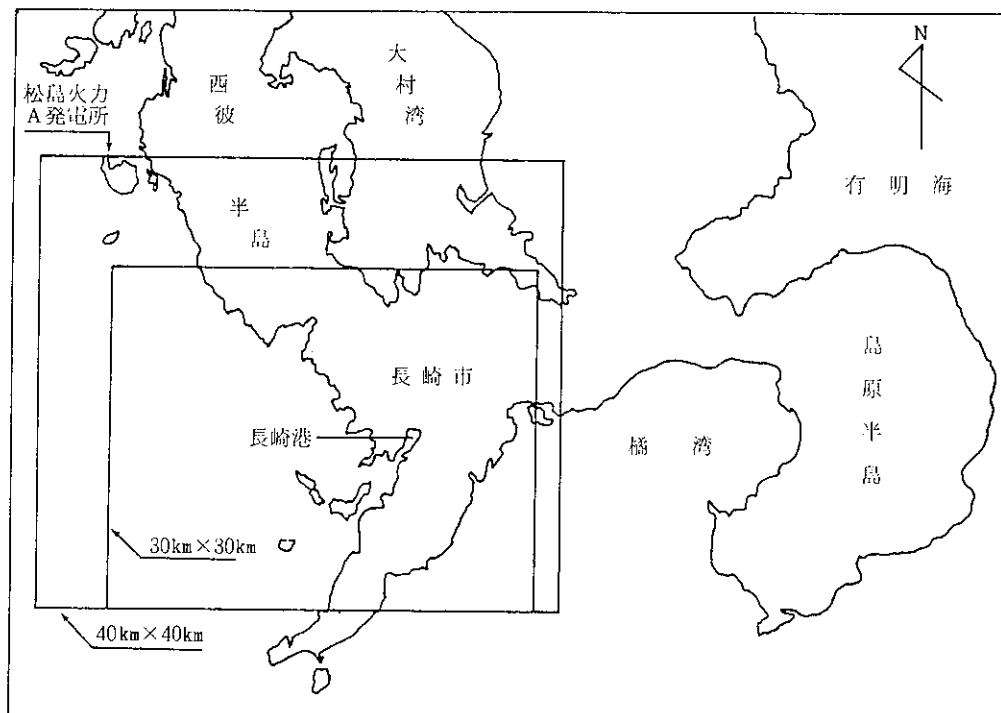 松島火力
A発電所
西彼
半島
大村湾
N
有明海
長崎市
長崎港
橘湾
島原半島
30km×30km
40km×40km